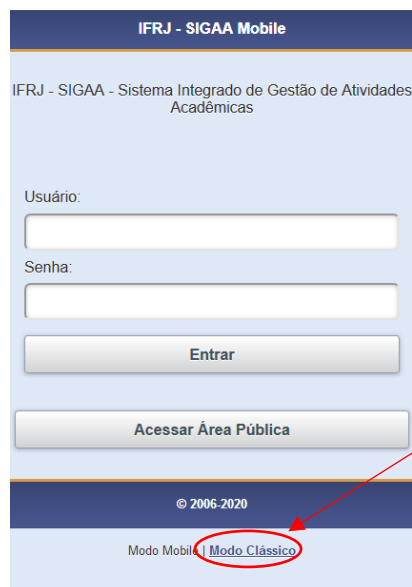 IFRJ - SIGAA Mobile
IFRJ - SIGAA - Sistema Integrado de Gestão de Atividades
Acadêmicas
Usuário:
Senha:
Entrar
Acessar Área Pública
© 2006-2020
Modo Mobile | Modo Clássico